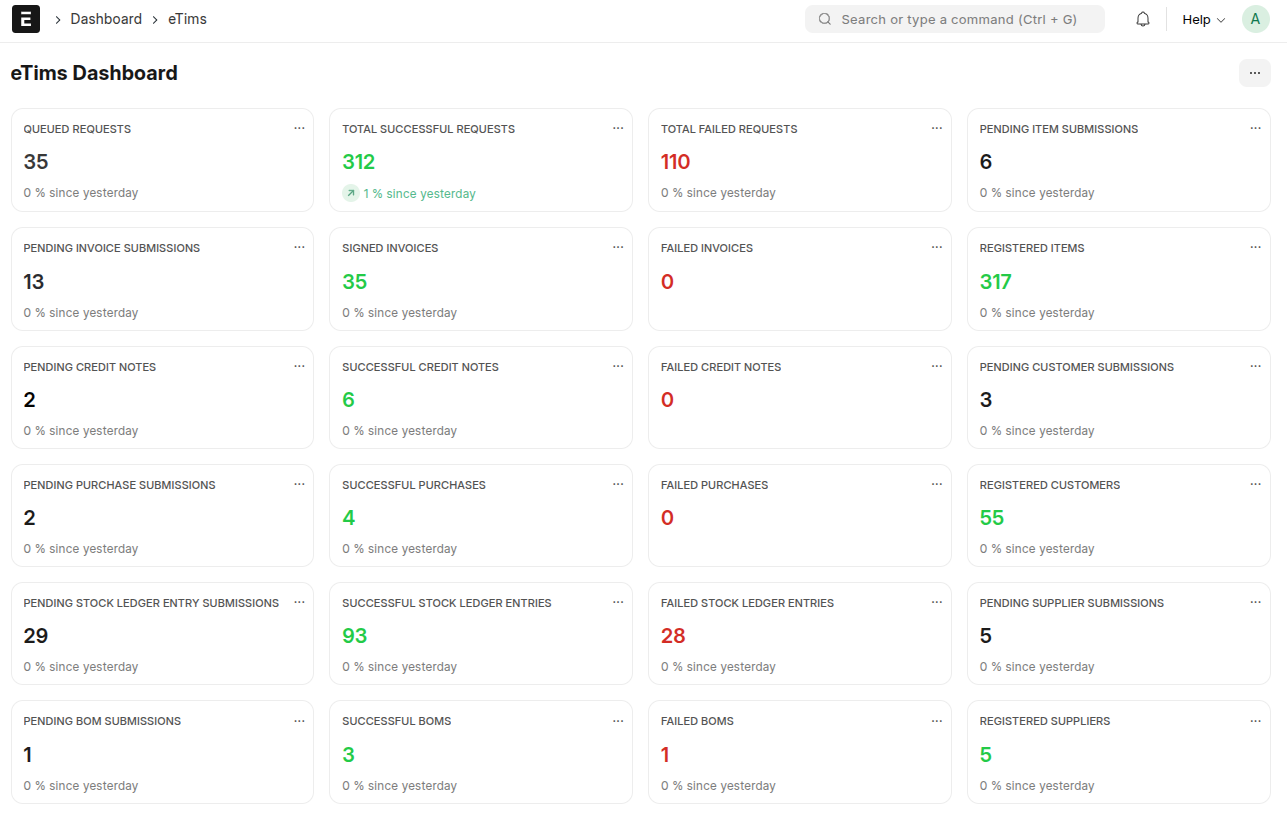 E Dashboard eTims Search or type a command (Ctrl + G) Help A
eTims Dashboard
QUEUED REQUESTS
35
0 % since yesterday
TOTAL SUCCESSFUL REQUESTS
312
1 % since yesterday
TOTAL FAILED REQUESTS
110
0 % since yesterday
PENDING ITEM SUBMISSIONS
6
0 % since yesterday
PENDING INVOICE SUBMISSIONS
13
0 % since yesterday
SIGNED INVOICES
35
0 % since yesterday
FAILED INVOICES
0
REGISTERED ITEMS
317
0 % since yesterday
PENDING CREDIT NOTES
2
0 % since yesterday
SUCCESSFUL CREDIT NOTES
6
0 % since yesterday
FAILED CREDIT NOTES
0
PENDING CUSTOMER SUBMISSIONS
3
0 % since yesterday
PENDING PURCHASE SUBMISSIONS
2
0 % since yesterday
SUCCESSFUL PURCHASES
4
0 % since yesterday
FAILED PURCHASES
0
REGISTERED CUSTOMERS
55
0 % since yesterday
PENDING STOCK LEDGER ENTRY SUBMISSIONS
29
0 % since yesterday
SUCCESSFUL STOCK LEDGER ENTRIES
93
0 % since yesterday
FAILED STOCK LEDGER ENTRIES
28
0 % since yesterday
PENDING SUPPLIER SUBMISSIONS
5
0 % since yesterday
PENDING BOM SUBMISSIONS
1
0 % since yesterday
SUCCESSFUL BOMS
3
0 % since yesterday
FAILED BOMS
1
0 % since yesterday
REGISTERED SUPPLIERS
5
0 % since yesterday